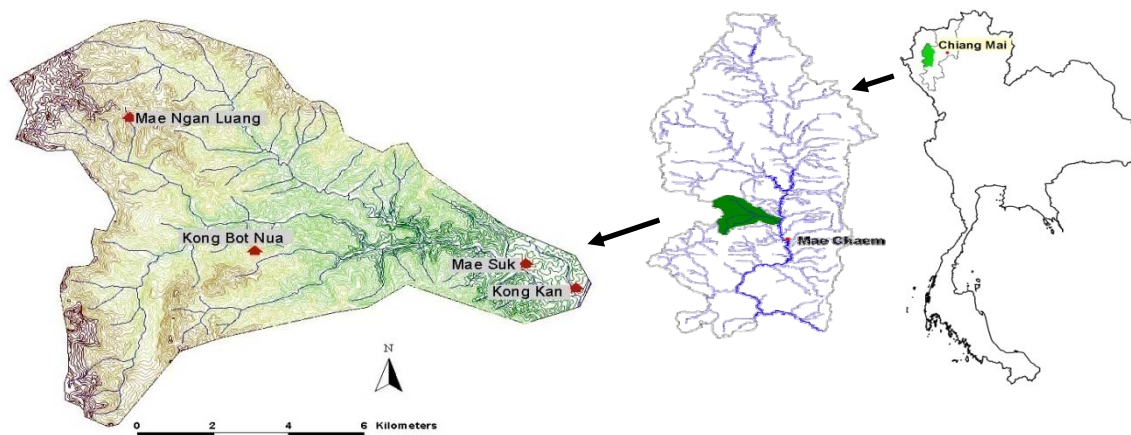 Mae Ngan Luang
Kong Bot Nua
Mae Suk
Kong Kan
N
0 2 4 6 Kilometers
Mae Chaem
Chiang Mai